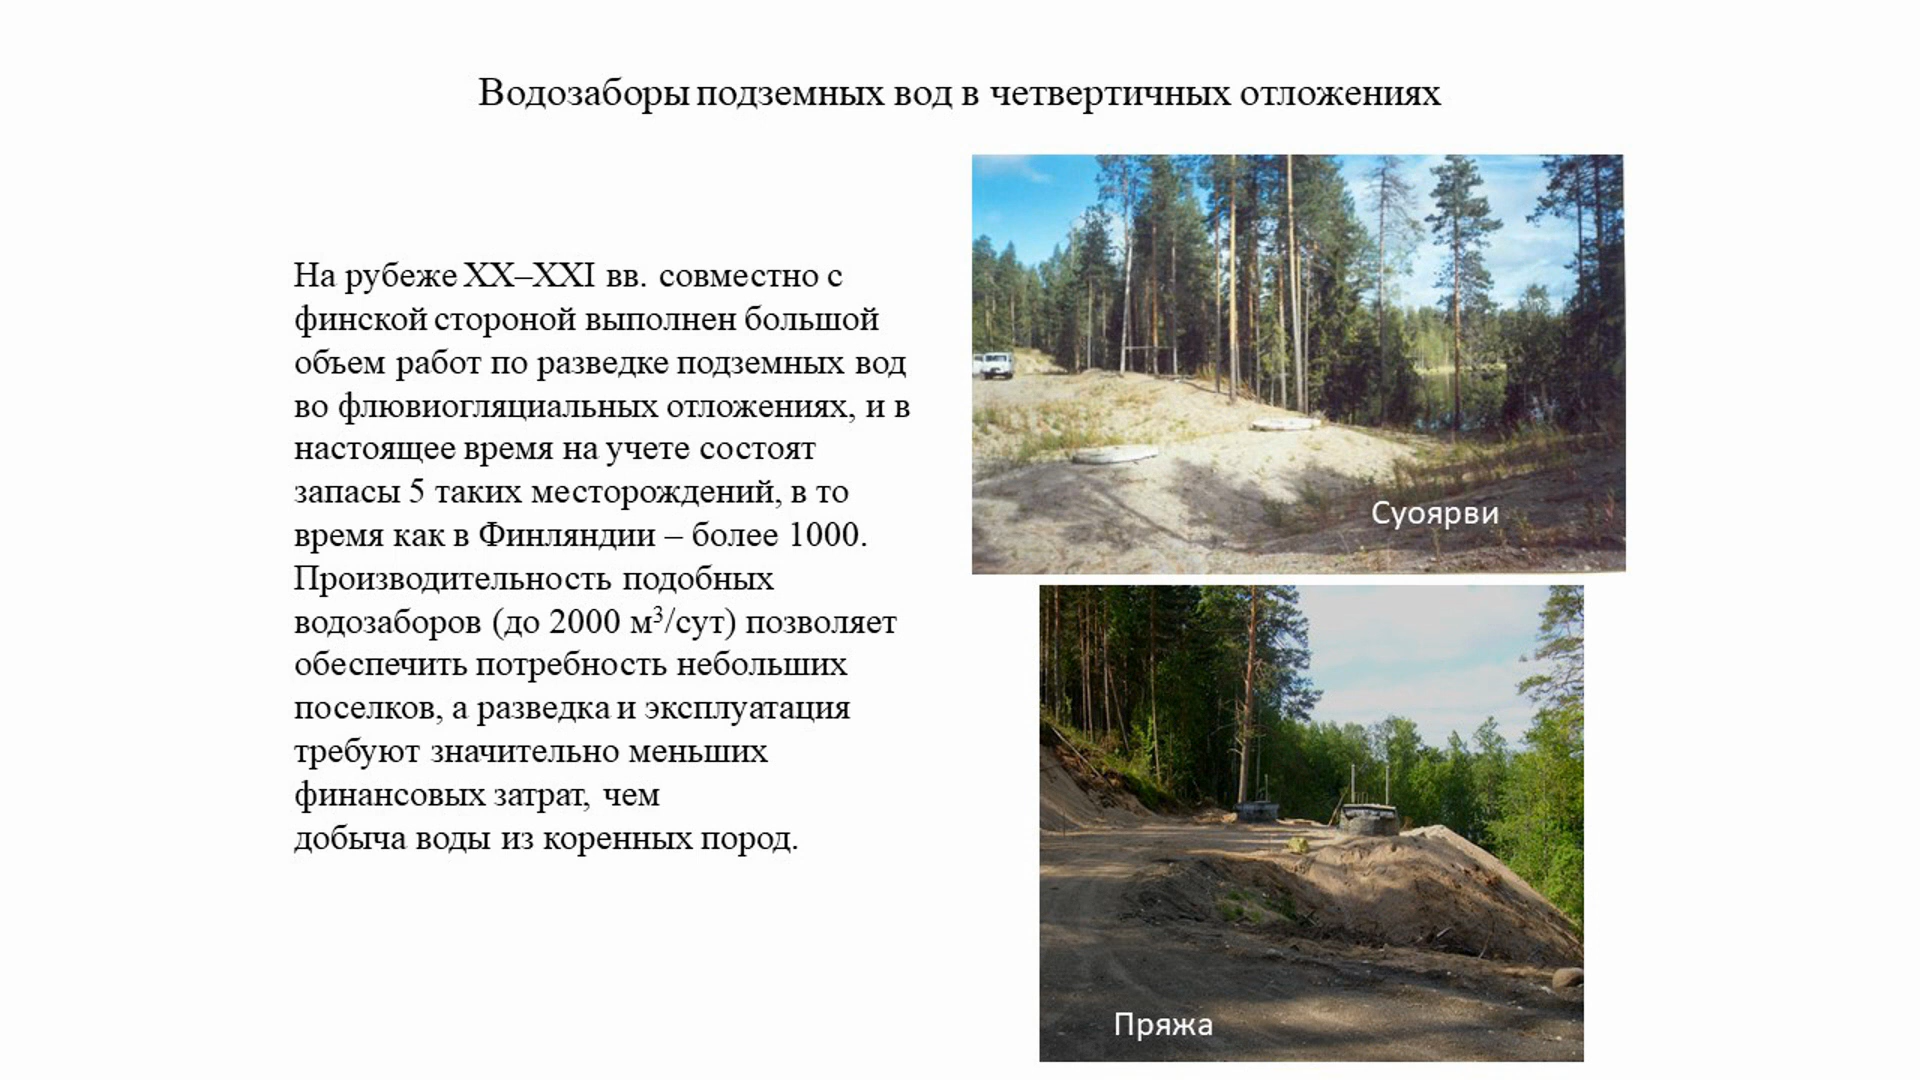 Водозаборы подземных вод в четвертичных отложениях
На рубеже XX–XXI вв. совместно с
финской стороной выполнен большой
объем работ по разведке подземных вод
во флювиогляциальных отложениях, и в
настоящее время на учете состоят
запасы 5 таких месторождений, в то
время как в Финляндии – более 1000.
Производительность подобных
водозаборов (до 2000 м³/сут) позволяет
обеспечить потребность небольших
поселков, а разведка и эксплуатация
требуют значительно меньших
финансовых затрат, чем
добыча воды из коренных пород.
Суоярви
Пряжа